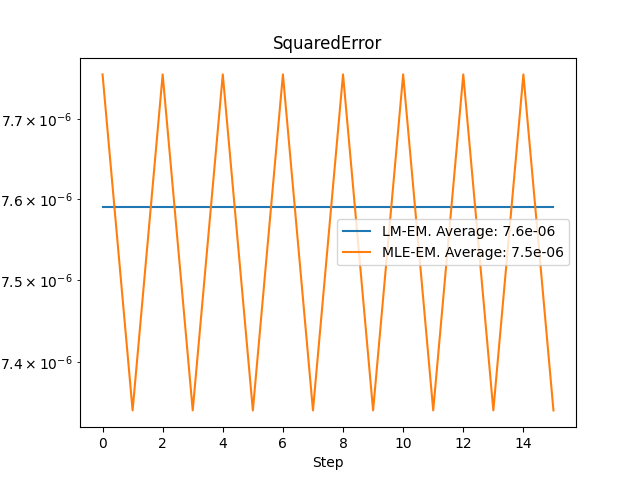 SquaredError
7.7 × 10⁻⁶
7.6 × 10⁻⁶
7.5 × 10⁻⁶
7.4 × 10⁻⁶
LM-EM. Average: 7.6e-06
MLE-EM. Average: 7.5e-06
0 2 4 6 8 10 12 14
Step